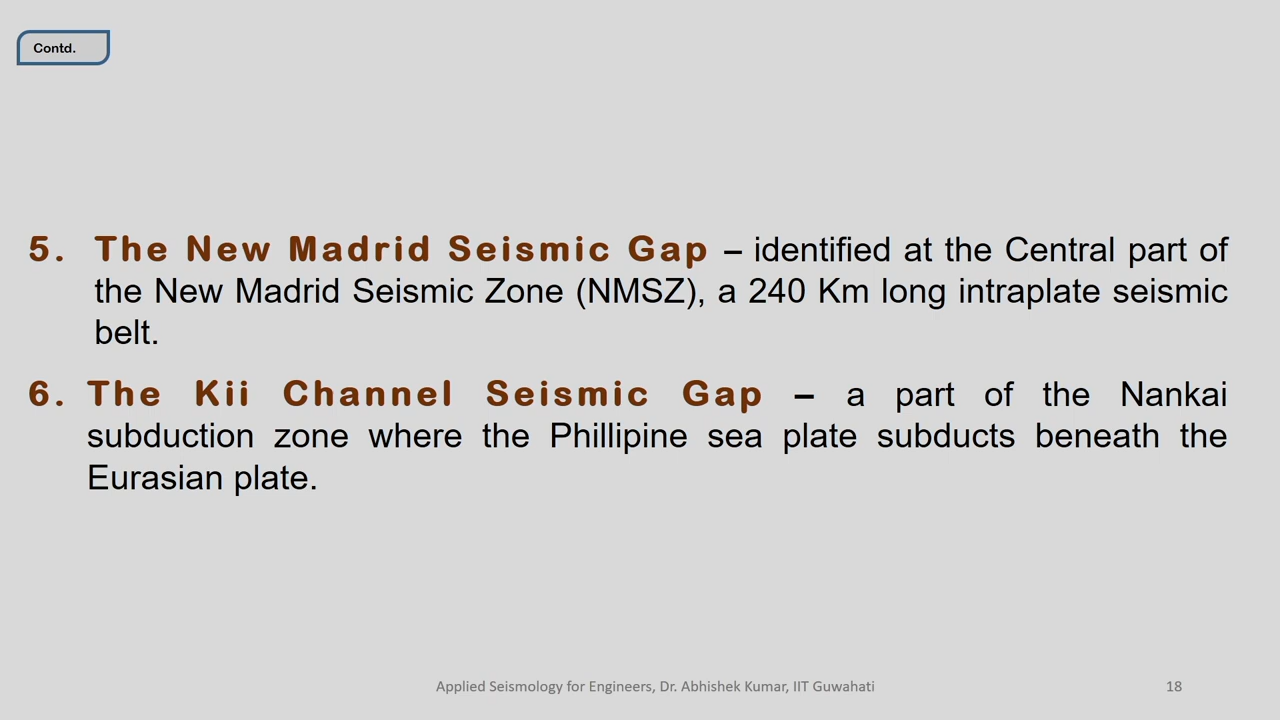 Contd.
5. The New Madrid Seismic Gap – identified at the Central part of
the New Madrid Seismic Zone (NMSZ), a 240 Km long intraplate seismic
belt.
6. The Kii Channel Seismic Gap – a part of the Nankai
subduction zone where the Phillipine sea plate subducts beneath the
Eurasian plate.
Applied Seismology for Engineers, Dr. Abhishek Kumar, IIT Guwahati
18